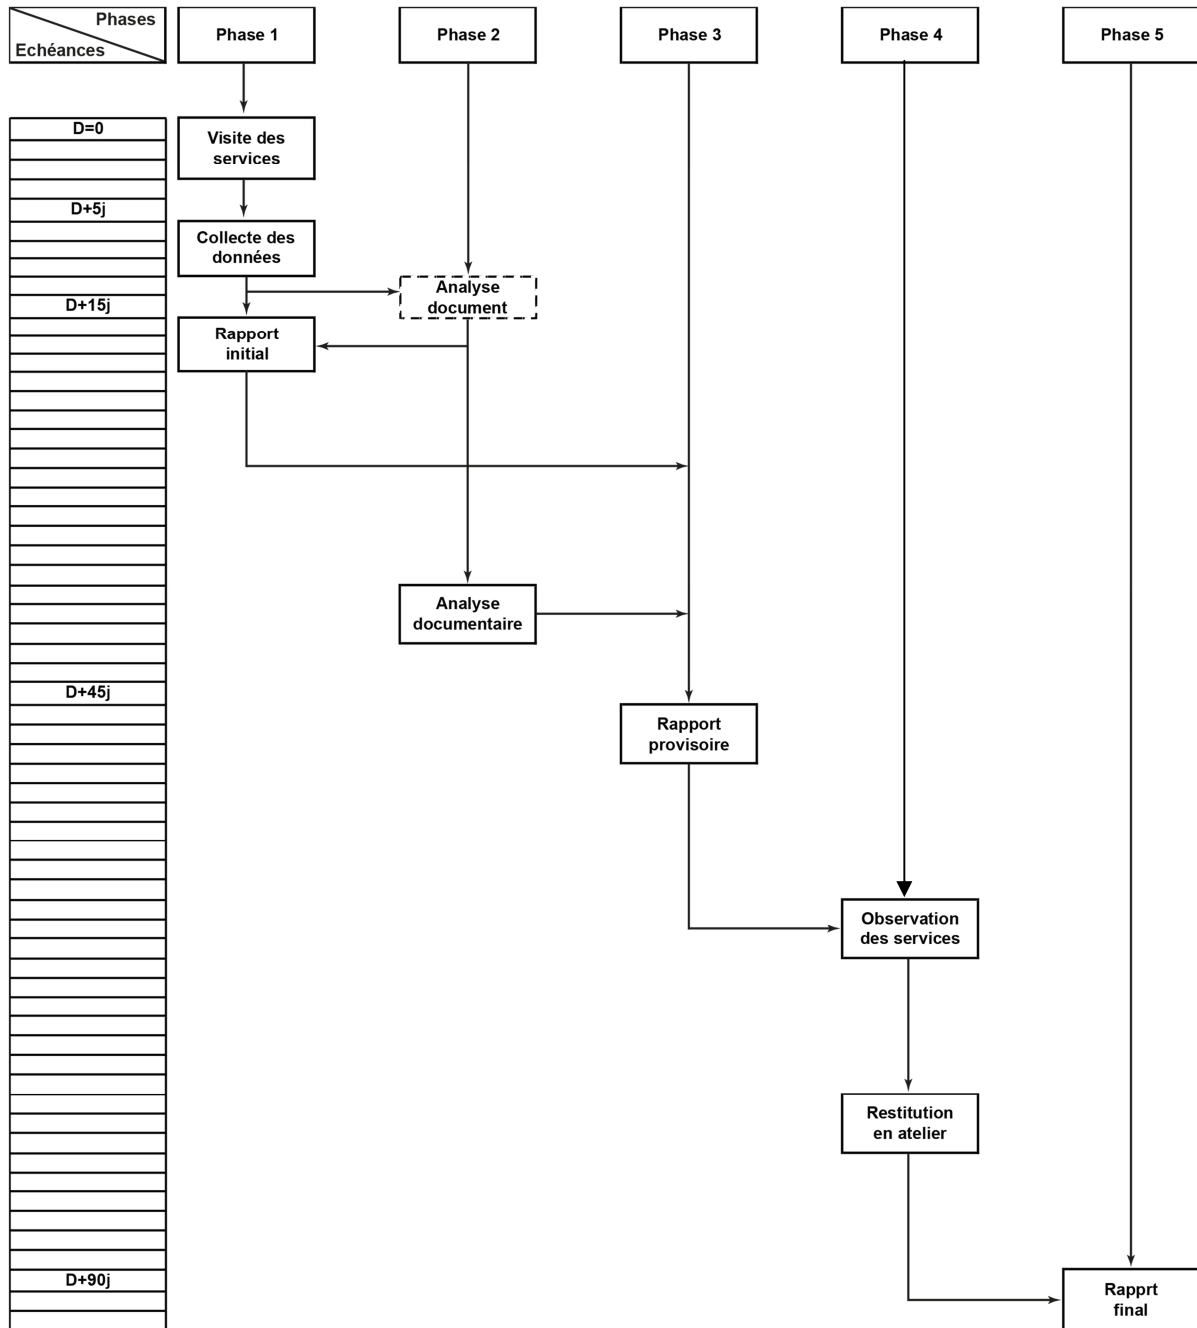 Phases
Echéances
Phase 1
Phase 2
Phase 3
Phase 4
Phase 5
D=0
Visite des
services
D+5j
Collecte des
données
Analyse
document
D+15j
Rapport
initial
Analyse
documentaire
D+45j
Rapport
provisoire
Observation
des services
Restitution
en atelier
D+90j
Rapprt
final